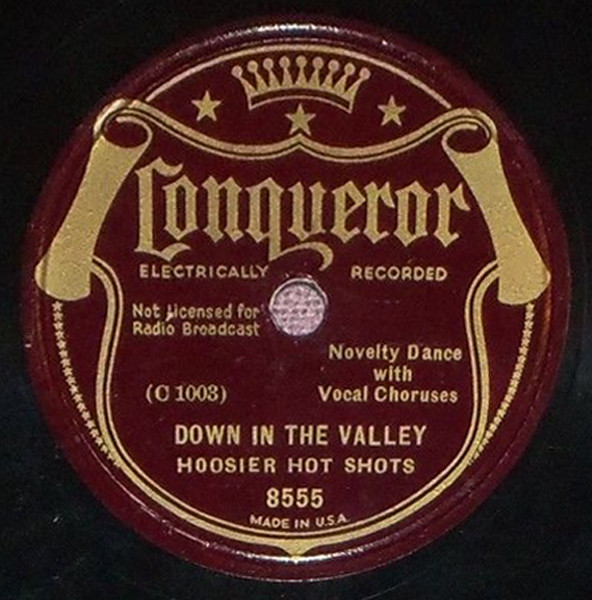 Conqueror
ELECTRICALLY RECORDED
Not Licensed for
Radio Broadcast
Novelty Dance
with
Vocal Choruses
(C 1003)
DOWN IN THE VALLEY
HOOSIER HOT SHOTS
8555
MADE IN U.S.A.